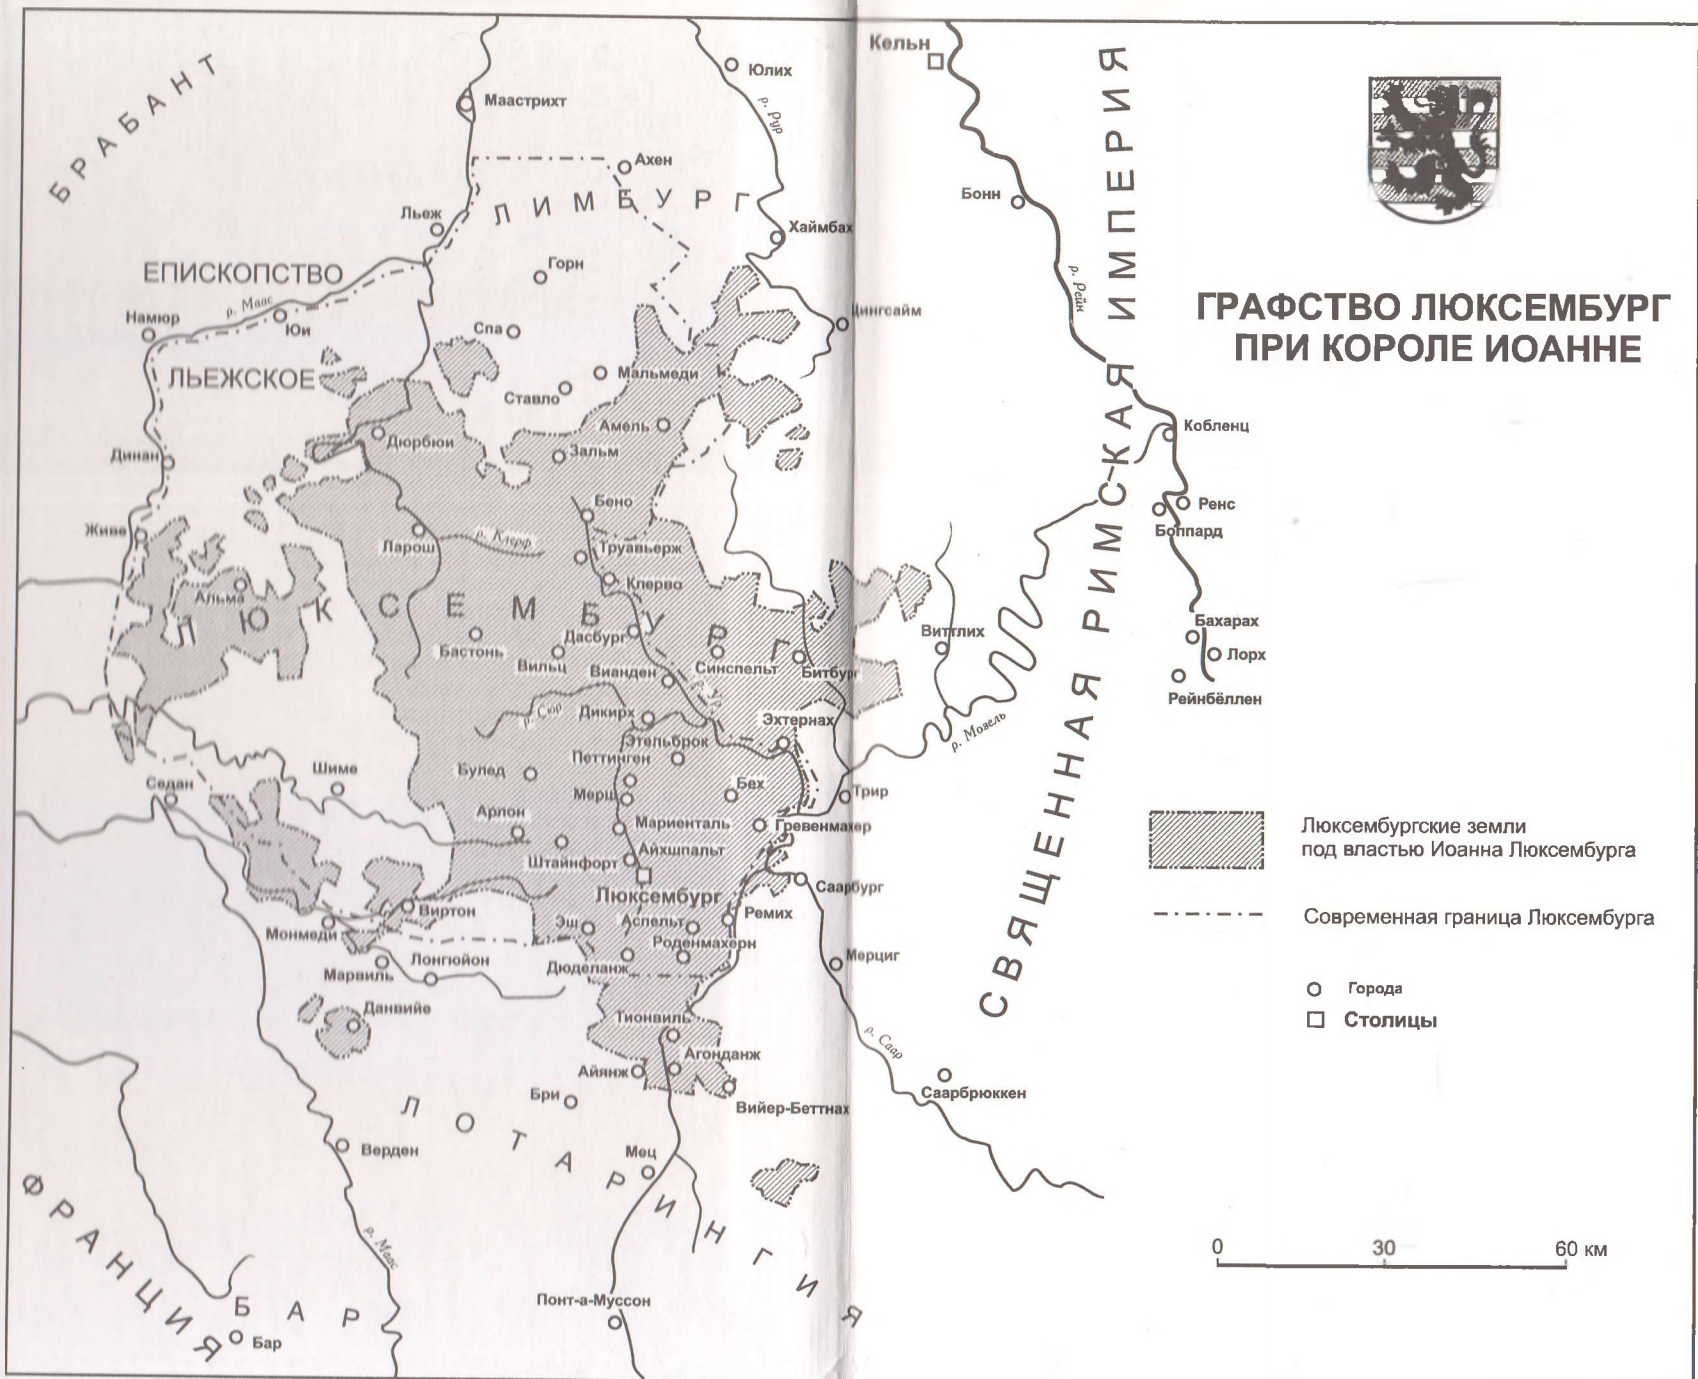 ГРАФСТВО ЛЮКСЕМБУРГ
ПРИ КОРОЛЕ ИОАННЕ
БРАБАНТ
Маастрихт
Юлих
р. Рур
Кельн
Ахен
ЛИМБУРГ
Льеж
Хаймбах
Бонн
р. Рейн
СВЯЩЕННАЯ РИМСКАЯ ИМПЕРИЯ
ЕПИСКОПСТВО
ЛЬЕЖСКОЕ
р. Маас
Горн
Намюр
Юи
Спа
Цингсайм
Мальмеди
Ставло
Амель
Дюрбюи
Зальм
Динан
Кобленц
Ренс
Боппард
Живе
Бено
Ларош
р. Клерф
Труавьерж
Клерво
Альма
ЛЮКСЕМБУРГ
Бастонь
Дасбург
Вильц
Вианден
Синспельт
Битбург
Виттлих
Бахарах
Лорх
Рейнбёллен
р. Сюр
Дикирх
Эхтернах
р. Мозель
Этельброк
Петтинген
Булед
Мерш
Бех
Трир
Шиме
Седан
Арлон
Мариенталь
Гревенмахер
Штайнфорт
Айхшпальт
Люксембург
Саарбург
Виртон
Монмеди
Эш
Аспельт
Ремих
Роденмахерн
Марвиль
Лонгюйон
Дюделанж
Мерциг
Данвийе
Тионвиль
р. Саар
Агонданж
Айянж
Бри
Вийер-Беттнах
Саарбрюккен
ЛОТАРИНГИЯ
Верден
Мец
ФРАНЦИЯ
р. Маас
БАР
Бар
Понт-а-Муссон
Люксембургские земли
под властью Иоанна Люксембурга
Современная граница Люксембурга
Города
Столицы
0 30 60 км